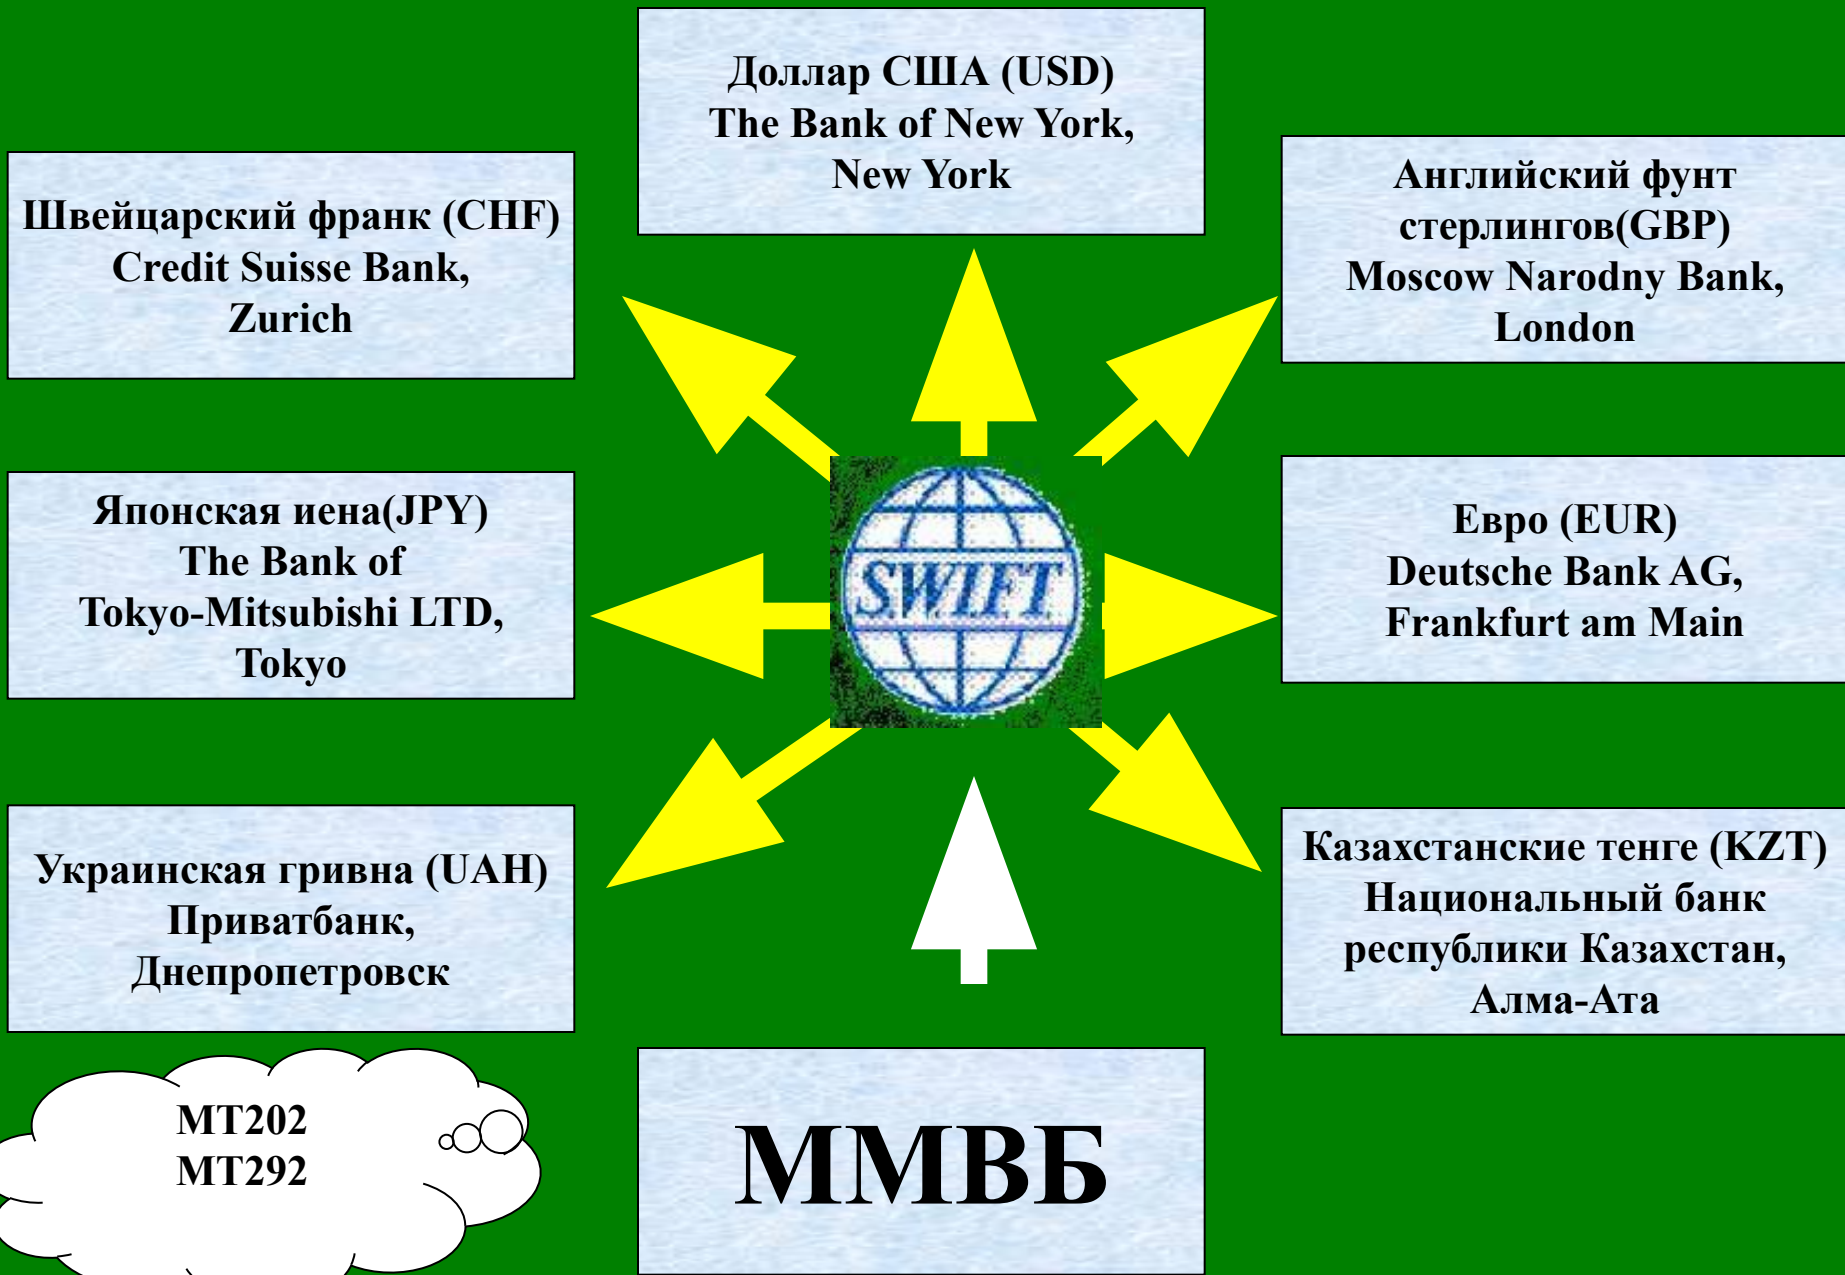 Доллар США (USD)
The Bank of New York,
New York
Швейцарский франк (CHF)
Credit Suisse Bank,
Zurich
Английский фунт
стерлингов(GBP)
Moscow Narodny Bank,
London
Японская иена(JPY)
The Bank of
Tokyo-Mitsubishi LTD,
Tokyo
S.W.I.F.T.
Евро (EUR)
Deutsche Bank AG,
Frankfurt am Main
Украинская гривна (UAH)
Приватбанк,
Днепропетровск
Казахстанские тенге (KZT)
Национальный банк
республики Казахстан,
Алма-Ата
МТ202
МТ292
ММВБ